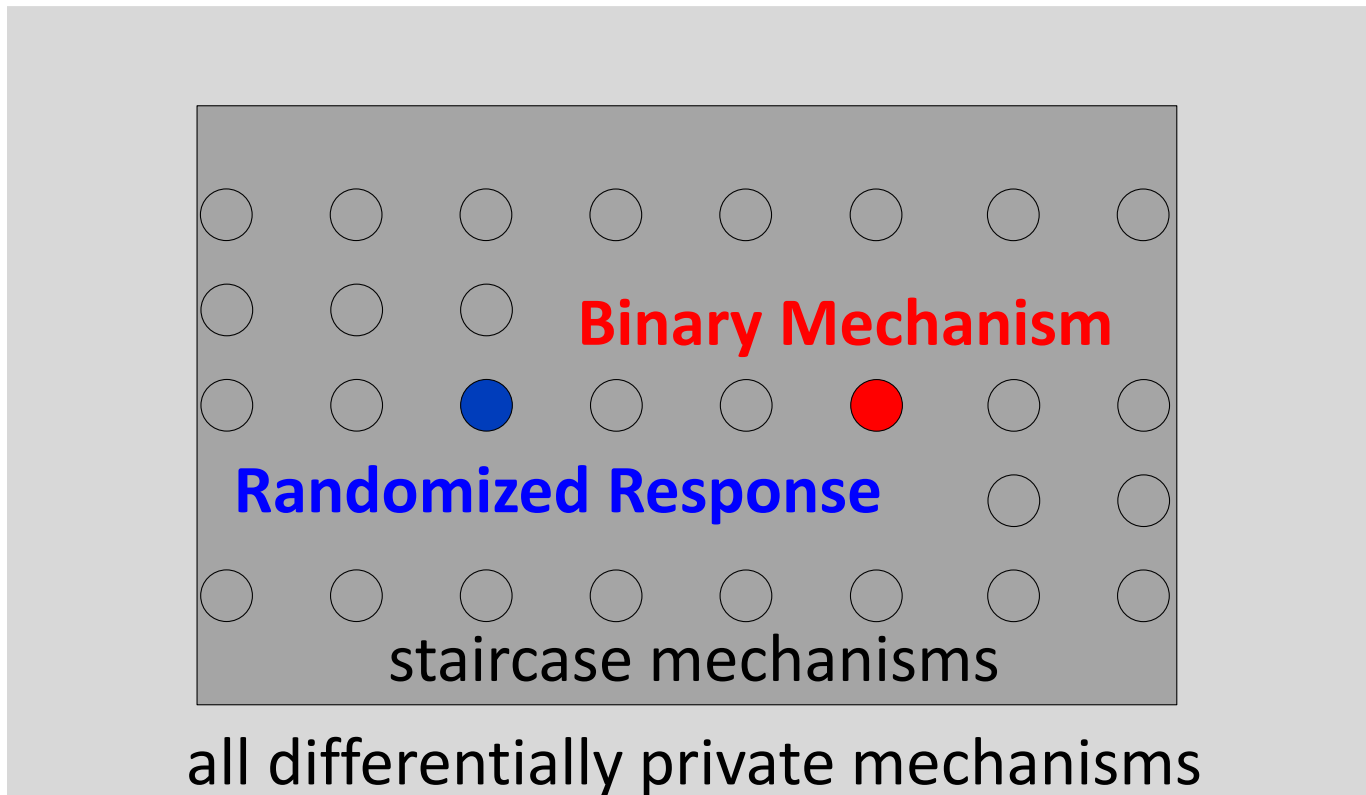 Binary Mechanism
Randomized Response
staircase mechanisms
all differentially private mechanisms